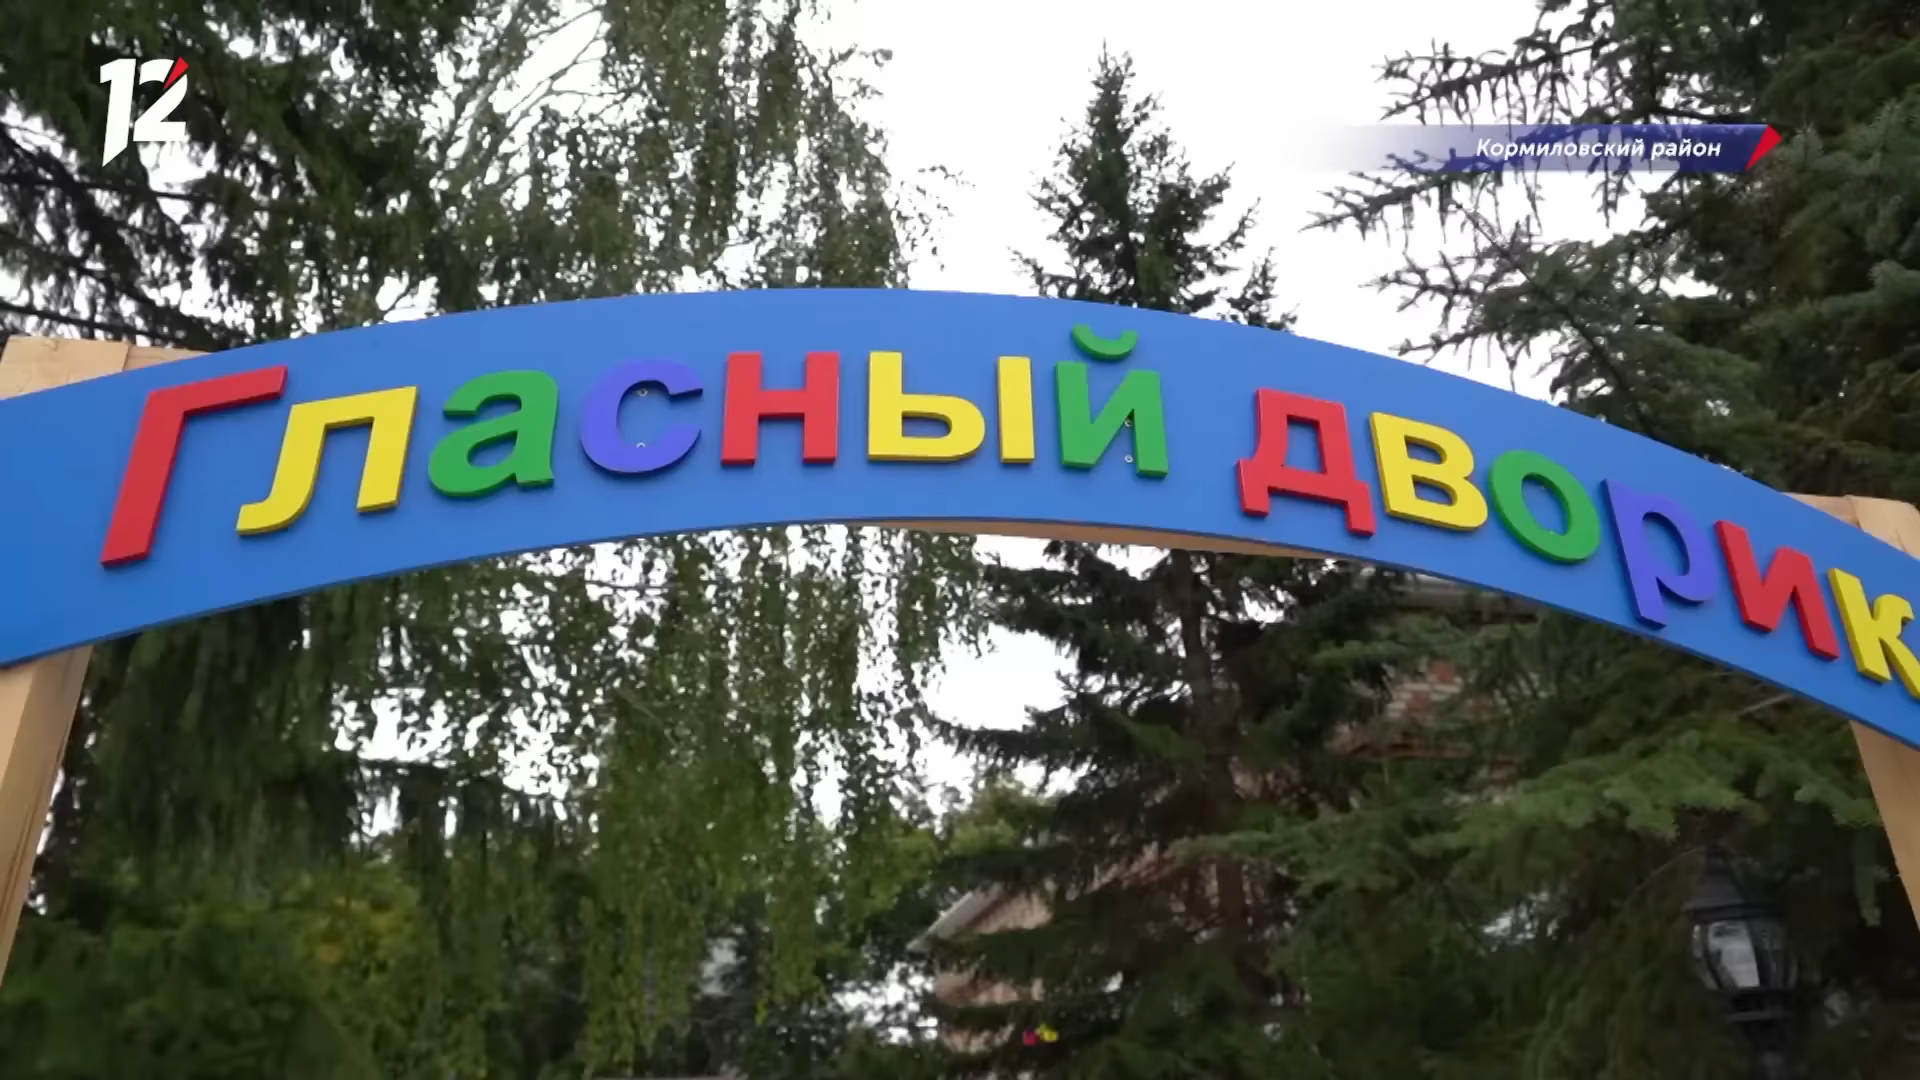 12
Кормиловский район
Гласный дворик